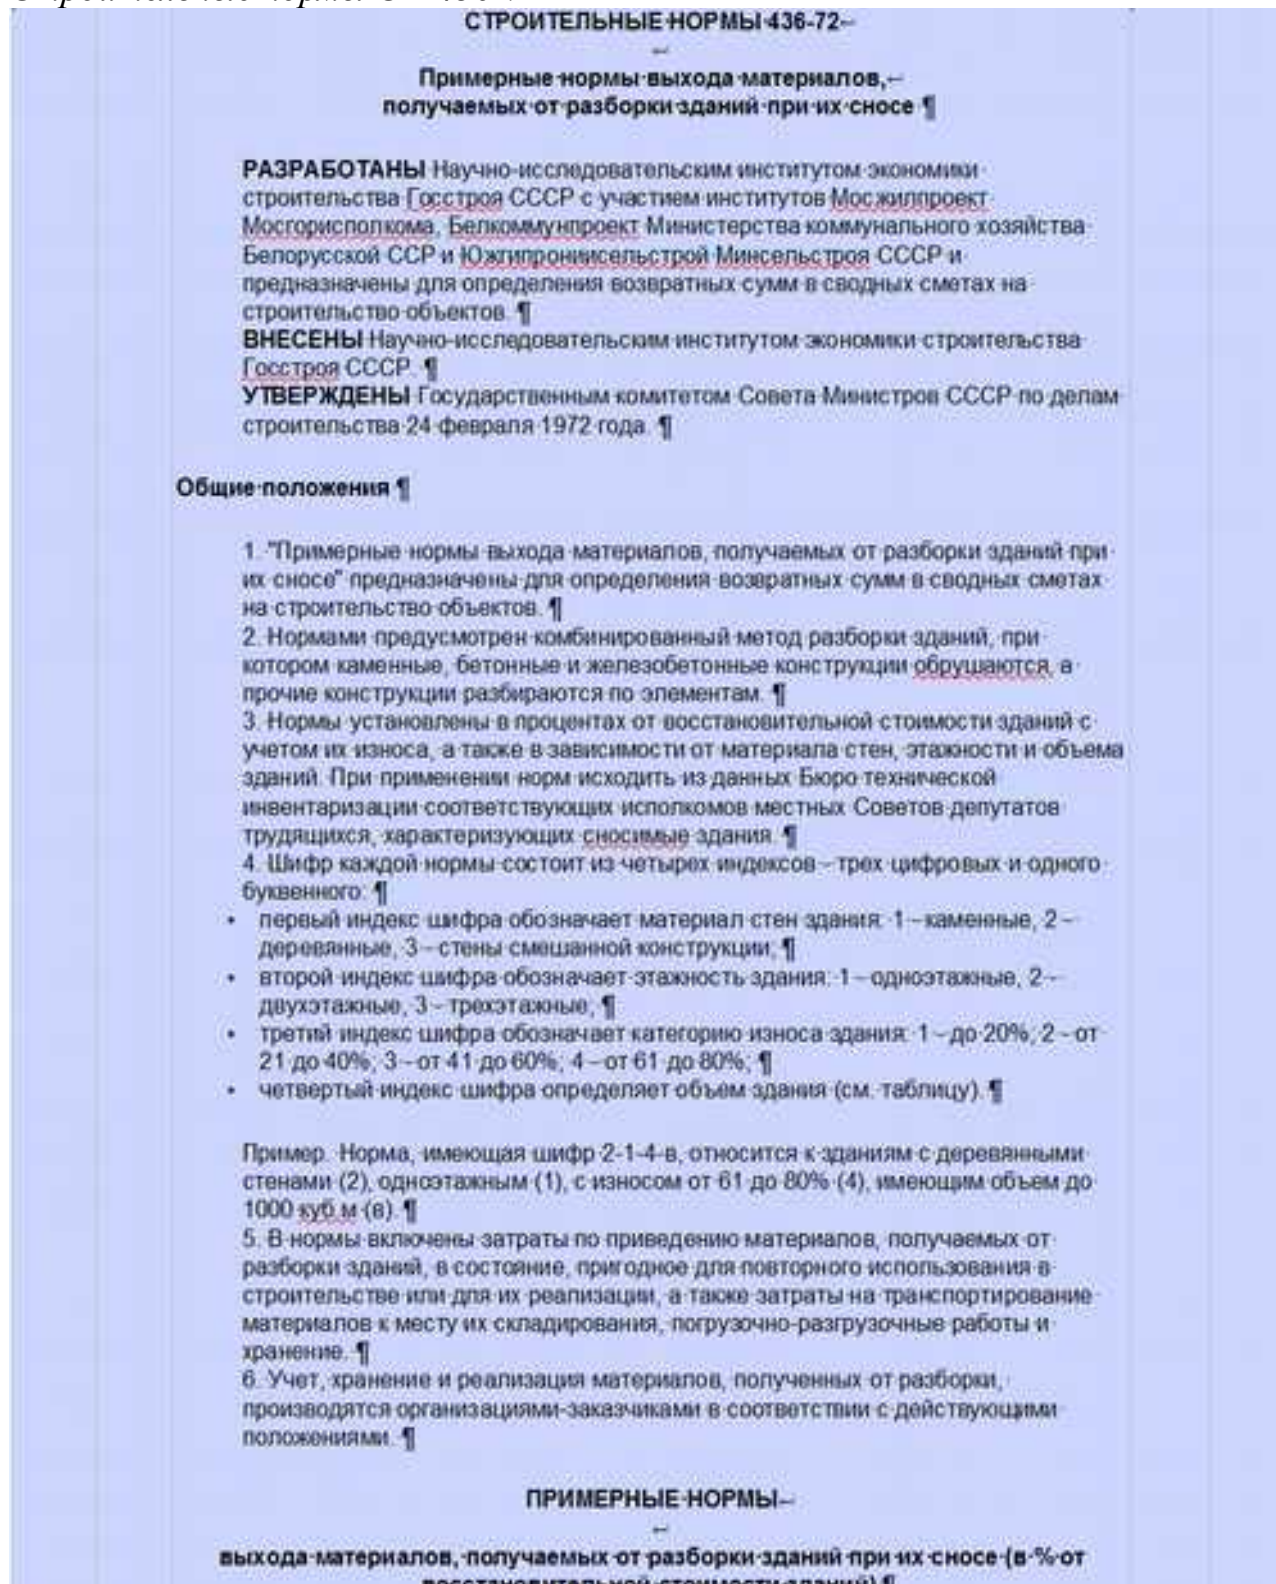 СТРОИТЕЛЬНЫЕ НОРМЫ 436-72
Примерные нормы выхода материалов,
получаемых от разборки зданий при их сносе ¶
РАЗРАБОТАНЫ Научно-исследовательским институтом экономики
строительства Госстроя СССР с участием институтов Мосжилпроект
Мосгорисполкома, Белкоммунпроект Министерства коммунального хозяйства
Белорусской ССР и Южгипрониисельстрой Минсельстроя СССР и
предназначены для определения возвратных сумм в сводных сметах на
строительство объектов. ¶
ВНЕСЕНЫ Научно-исследовательским институтом экономики строительства
Госстроя СССР. ¶
УТВЕРЖДЕНЫ Государственным комитетом Совета Министров СССР по делам
строительства 24 февраля 1972 года. ¶
Общие положения ¶
1. "Примерные нормы выхода материалов, получаемых от разборки зданий при
их сносе" предназначены для определения возвратных сумм в сводных сметах
на строительство объектов. ¶
2. Нормами предусмотрен комбинированный метод разборки зданий, при
котором каменные, бетонные и железобетонные конструкции обрушаются, а
прочие конструкции разбираются по элементам. ¶
3. Нормы установлены в процентах от восстановительной стоимости зданий с
учетом их износа, а также в зависимости от материала стен, этажности и объема
зданий. При применении норм исходить из данных Бюро технической
инвентаризации соответствующих исполкомов местных Советов депутатов
трудящихся, характеризующих сносимые здания. ¶
4. Шифр каждой нормы состоит из четырех индексов – трех цифровых и одного
буквенного: ¶
• первый индекс шифра обозначает материал стен здания: 1 – каменные, 2 –
деревянные, 3 – стены смешанной конструкции; ¶
• второй индекс шифра обозначает этажность здания: 1 – одноэтажные, 2 –
двухэтажные, 3 – трехэтажные; ¶
• третий индекс шифра обозначает категорию износа здания: 1 – до 20%, 2 - от
21 до 40%, 3 – от 41 до 60%; 4 – от 61 до 80%; ¶
• четвертый индекс шифра определяет объем здания (см. таблицу). ¶
Пример. Норма, имеющая шифр 2-1-4-в, относится к зданиям с деревянными
стенами (2), одноэтажным (1), с износом от 61 до 80% (4), имеющим объем до
1000 куб.м (в). ¶
5. В нормы включены затраты по приведению материалов, получаемых от
разборки зданий, в состояние, пригодное для повторного использования в
строительстве или для их реализации, а также затраты на транспортирование
материалов к месту их складирования, погрузочно-разгрузочные работы и
хранение. ¶
6. Учет, хранение и реализация материалов, полученных от разборки,
производятся организациями-заказчиками в соответствии с действующими
положениями. ¶
ПРИМЕРНЫЕ НОРМЫ
выхода материалов, получаемых от разборки зданий при их сносе (в % от
восстановительной стоимости зданий) ¶